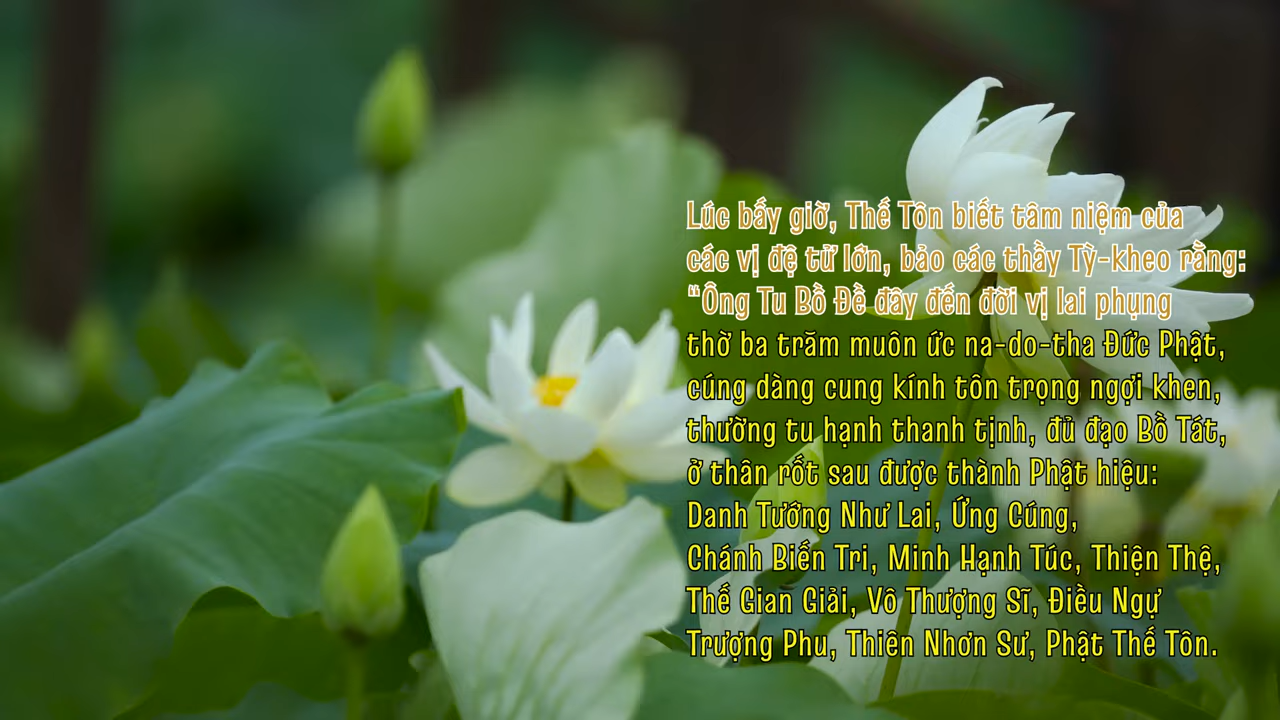 Lúc bấy giờ, Thế Tôn biết tâm niệm của
các vị đệ tử lớn, bảo các thầy Tỳ-kheo rằng:
“Ông Tu Bồ Đề đây đến đời vị lai phụng
thờ ba trăm muôn ức na-do-tha Đức Phật,
cúng dàng cung kính tôn trọng ngợi khen,
thường tu hạnh thanh tịnh, đủ đạo Bồ Tát,
ở thân rốt sau được thành Phật hiệu:
Danh Tướng Như Lai, Ứng Cúng,
Chánh Biến Tri, Minh Hạnh Túc, Thiện Thệ,
Thế Gian Giải, Vô Thượng Sĩ, Điều Ngự
Trượng Phu, Thiên Nhơn Sư, Phật Thế Tôn.